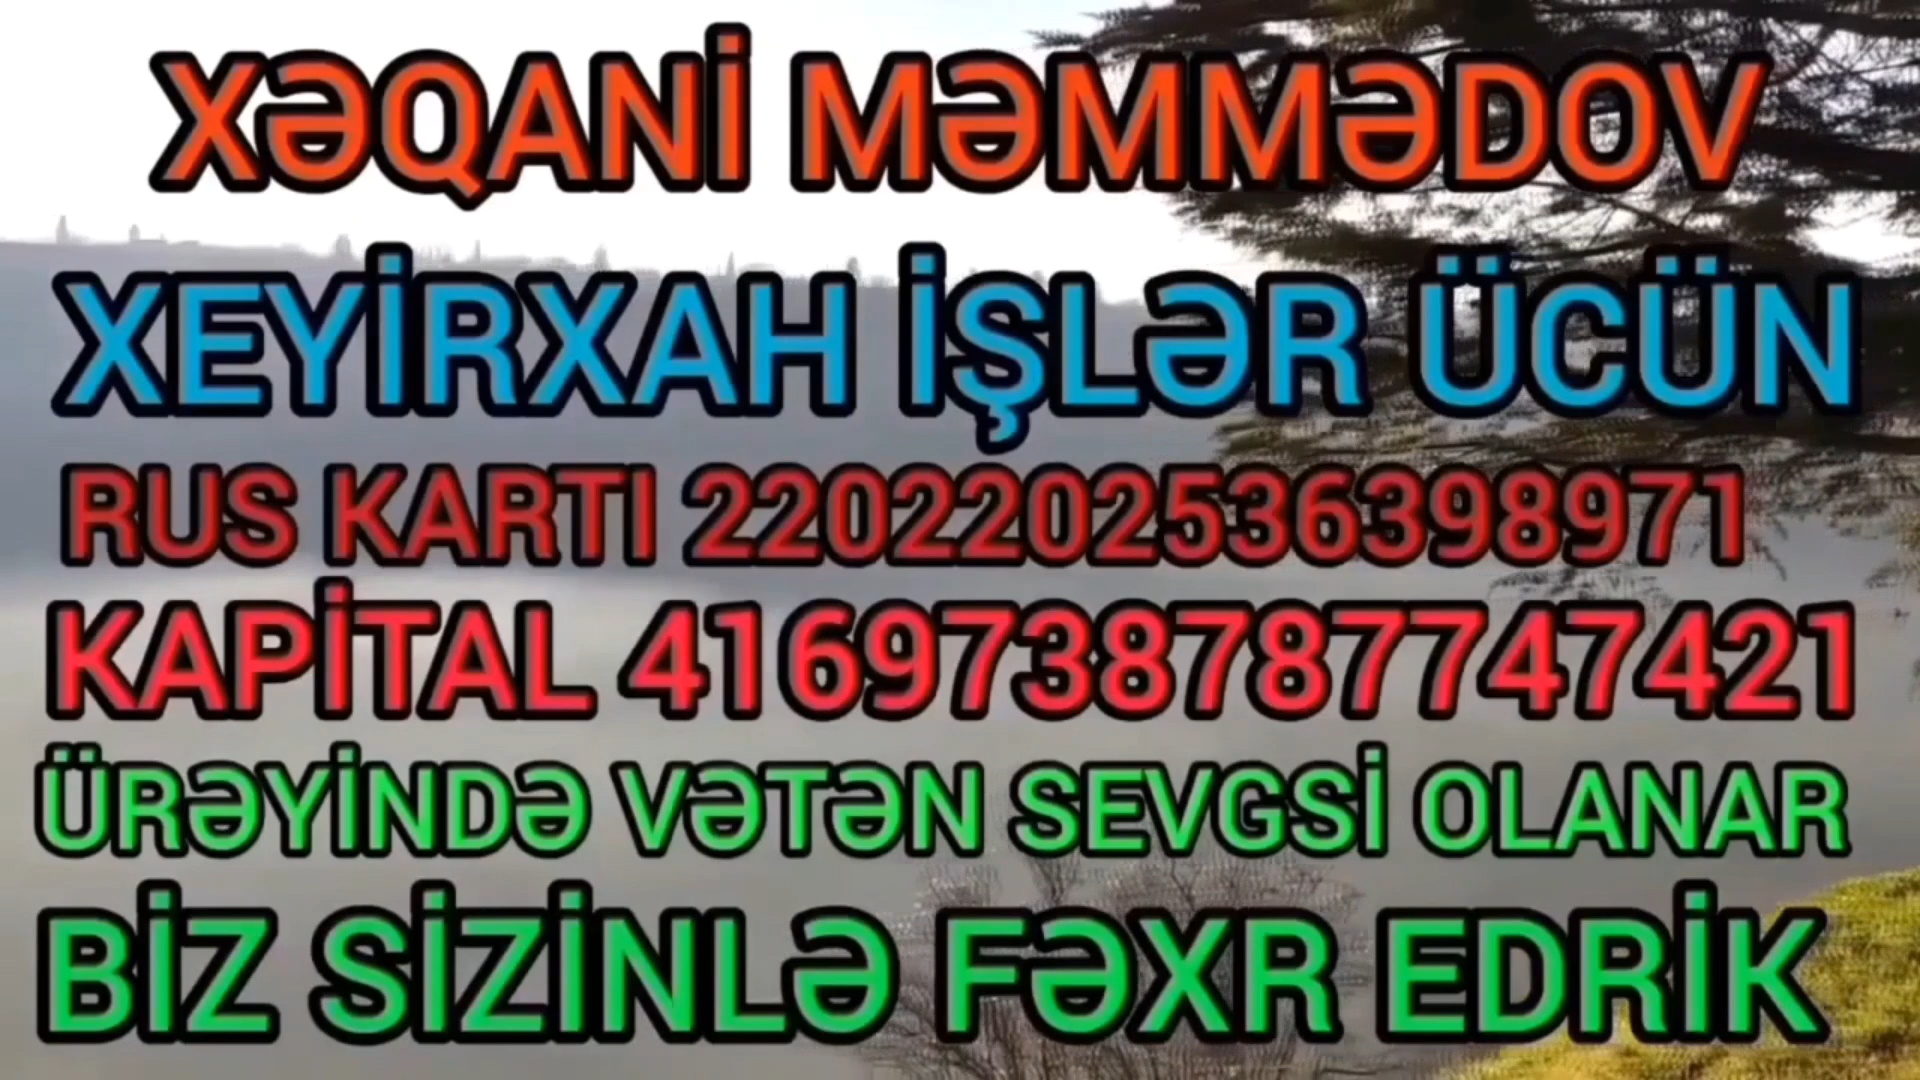 XƏQANİ MƏMMƏDOV
XEYİRXAH İŞLƏR ÜCÜN
RUS KARTI 2202202536398971
KAPİTAL 4169738787747421
ÜRƏYİNDƏ VƏTƏN SEVGSİ OLANAR
BİZ SİZİNLƏ FƏXR EDRİK